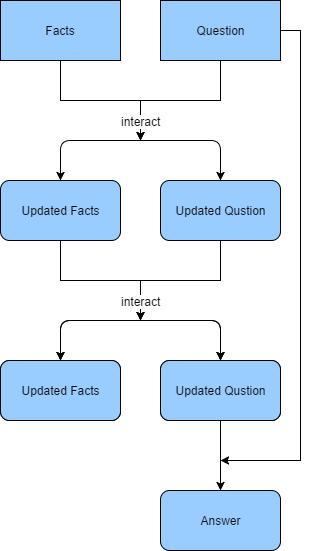 Facts
Question
interact
Updated Facts
Updated Qustion
interact
Updated Facts
Updated Qustion
Answer